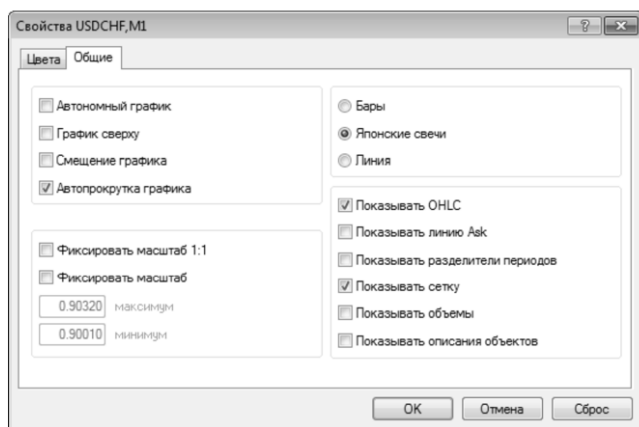 Свойства USDCHF,M1
Цвета
Общие
Автономный график
График сверху
Смещение графика
Автопрокрутка графика
Фиксировать масштаб 1:1
Фиксировать масштаб
0.90320 максимум
0.90010 минимум
Бары
Японские свечи
Линия
Показывать OHLC
Показывать линию Ask
Показывать разделители периодов
Показывать сетку
Показывать объемы
Показывать описания объектов
OK
Отмена
Сброс